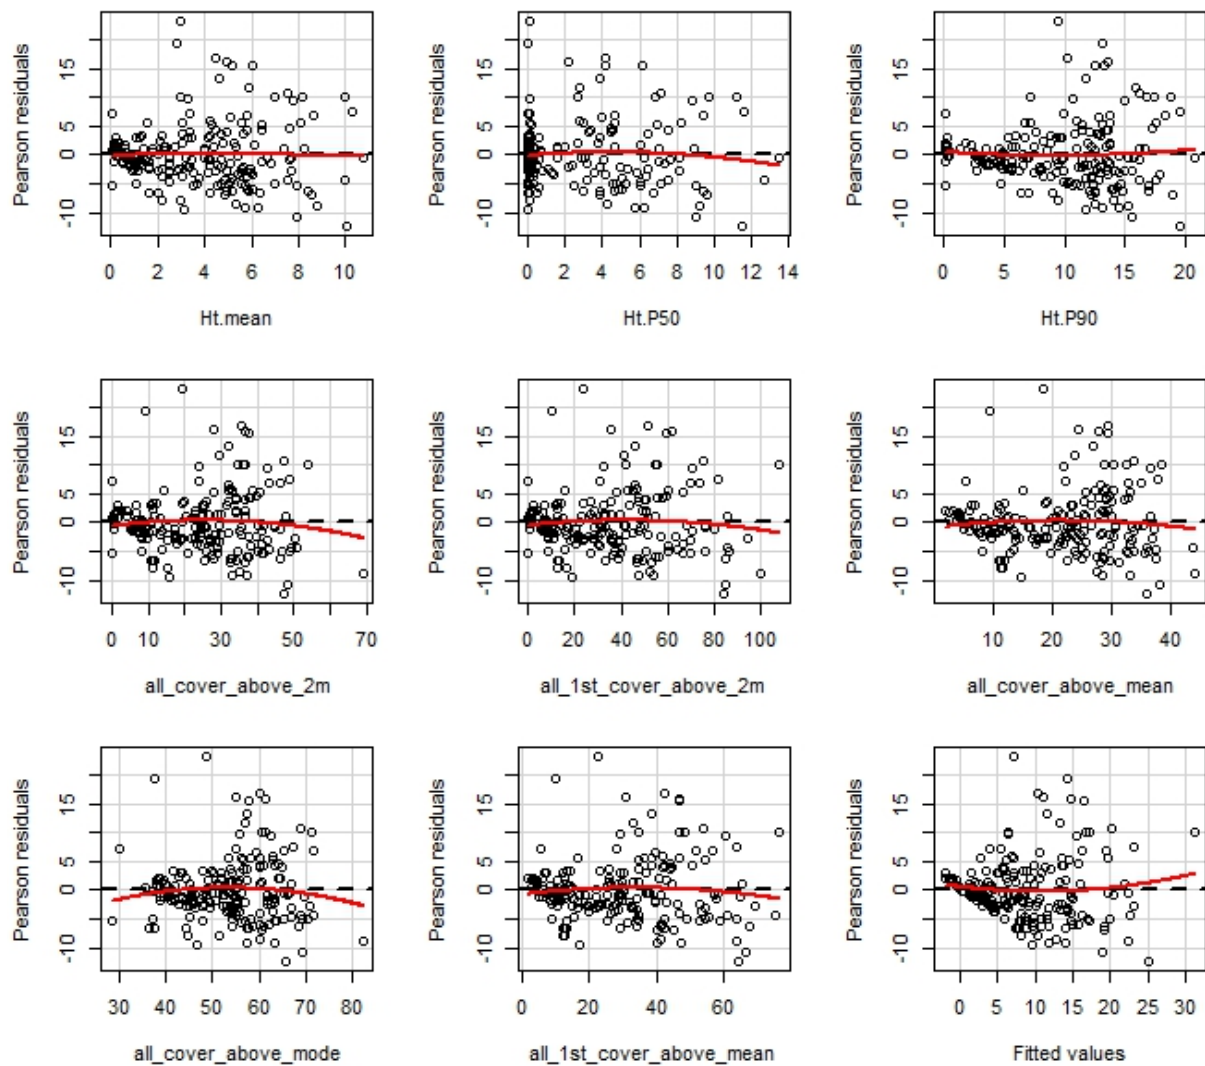 Pearson residuals
-10 0 5 15
0 2 4 6 8 10
Ht.mean
Pearson residuals
-10 0 5 15
0 2 4 6 8 10 12 14
Ht.P50
Pearson residuals
-10 0 5 15
0 5 10 15 20
Ht.P90
Pearson residuals
-10 0 5 15
0 10 20 30 40 50 60 70
all_cover_above_2m
Pearson residuals
-10 0 5 15
0 20 40 60 80 100
all_1st_cover_above_2m
Pearson residuals
-10 0 5 15
10 20 30 40
all_cover_above_mean
Pearson residuals
-10 0 5 15
30 40 50 60 70 80
all_cover_above_mode
Pearson residuals
-10 0 5 15
0 20 40 60
all_1st_cover_above_mean
Pearson residuals
-10 0 5 15
0 5 10 15 20 25 30
Fitted values